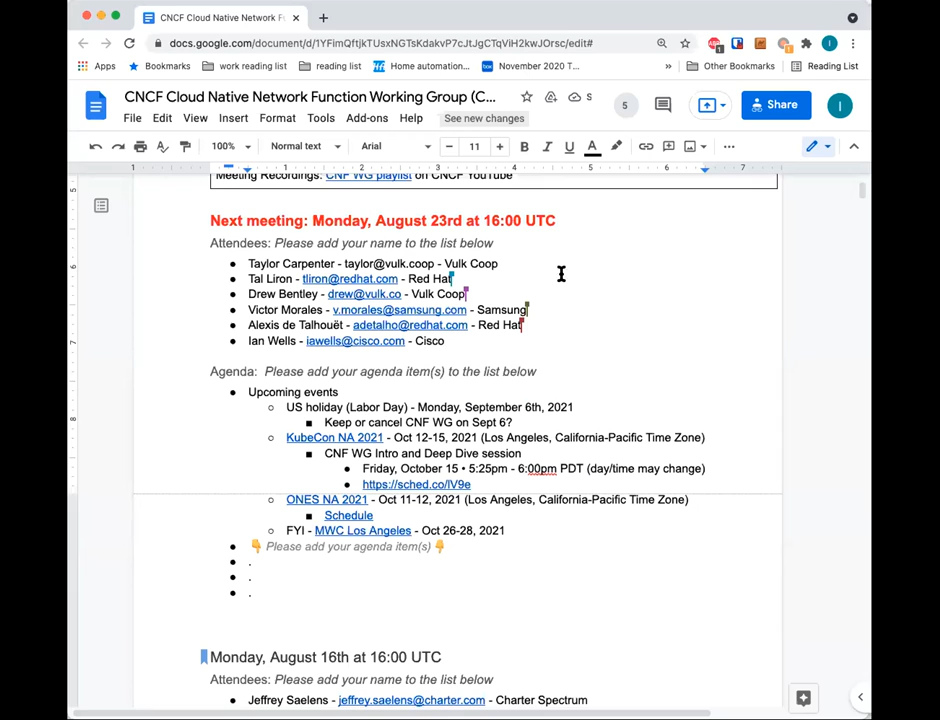 CNCF Cloud Native Network F
docs.google.com/document/d/1YFimQftjkTUsxNGTsKdakvP7cJtJgCTqViH2kwJOrsc/edit#
Apps Bookmarks work reading list reading list Home automation... November 2020 T... » Other Bookmarks Reading List
CNCF Cloud Native Network Function Working Group (C... S 5 Share I
File Edit View Insert Format Tools Add-ons Help See new changes
100% Normal text Arial 11 B I U A
1 1 2 3 4 5 6 7
Meeting Recordings: CNF WG playlist on CNCF YouTube
Next meeting: Monday, August 23rd at 16:00 UTC
Attendees: Please add your name to the list below
● Taylor Carpenter - taylor@vulk.coop - Vulk Coop
● Tal Liron - tliron@redhat.com - Red Hat
● Drew Bentley - drew@vulk.co - Vulk Coop
● Victor Morales - v.morales@samsung.com - Samsung
● Alexis de Talhouët - adetalho@redhat.com - Red Hat
● Ian Wells - iawells@cisco.com - Cisco
Agenda: Please add your agenda item(s) to the list below
● Upcoming events
○ US holiday (Labor Day) - Monday, September 6th, 2021
■ Keep or cancel CNF WG on Sept 6?
○ KubeCon NA 2021 - Oct 12-15, 2021 (Los Angeles, California-Pacific Time Zone)
■ CNF WG Intro and Deep Dive session
● Friday, October 15 • 5:25pm - 6:00pm PDT (day/time may change)
● https://sched.co/lV9e
○ ONES NA 2021 - Oct 11-12, 2021 (Los Angeles, California-Pacific Time Zone)
■ Schedule
○ FYI - MWC Los Angeles - Oct 26-28, 2021
● 👇 Please add your agenda item(s) 👇
● .
● .
● .
Monday, August 16th at 16:00 UTC
Attendees: Please add your name to the list below
● Jeffrey Saelens - jeffrey.saelens@charter.com - Charter Spectrum